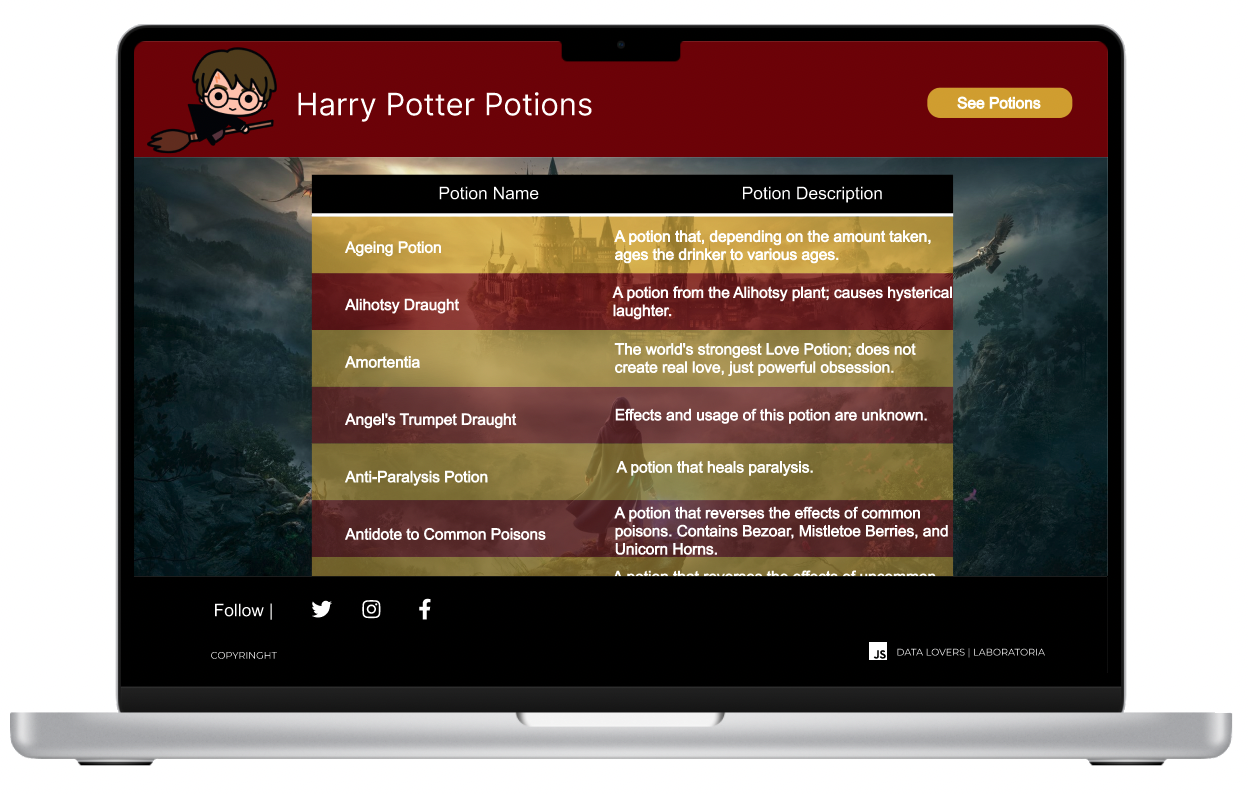 Harry Potter Potions
See Potions
Potion Name
Potion Description
Ageing Potion
A potion that, depending on the amount taken,
ages the drinker to various ages.
Alihotsy Draught
A potion from the Alihotsy plant; causes hysterical
laughter.
Amortentia
The world's strongest Love Potion; does not
create real love, just powerful obsession.
Angel's Trumpet Draught
Effects and usage of this potion are unknown.
Anti-Paralysis Potion
A potion that heals paralysis.
Antidote to Common Poisons
A potion that reverses the effects of common
poisons. Contains Bezoar, Mistletoe Berries, and
Unicorn Horns.
A potion that reverses the effects of uncommon
Follow |
COPYRINGHT
JS
DATA LOVERS | LABORATORIA